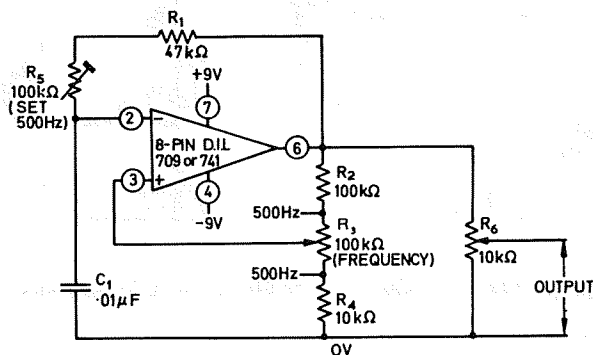 R1
47kΩ
R5
100kΩ
(SET
500Hz)
+9V
7
2
-
8-PIN D.I.L
709 or 741
6
3
+
4
-9V
R2
100kΩ
500Hz
R3
100kΩ
(FREQUENCY)
500Hz
R4
10kΩ
R6
10kΩ
OUTPUT
C1
·01µF
0V